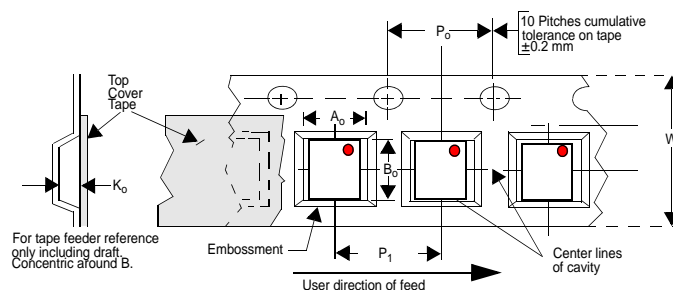 10 Pitches cumulative
tolerance on tape
±0.2 mm
Po
Top
Cover
Tape
Ao
W
Bo
Ko
For tape feeder reference
only including draft.
Concentric around B.
Embossment
P1
Center lines
of cavity
User direction of feed